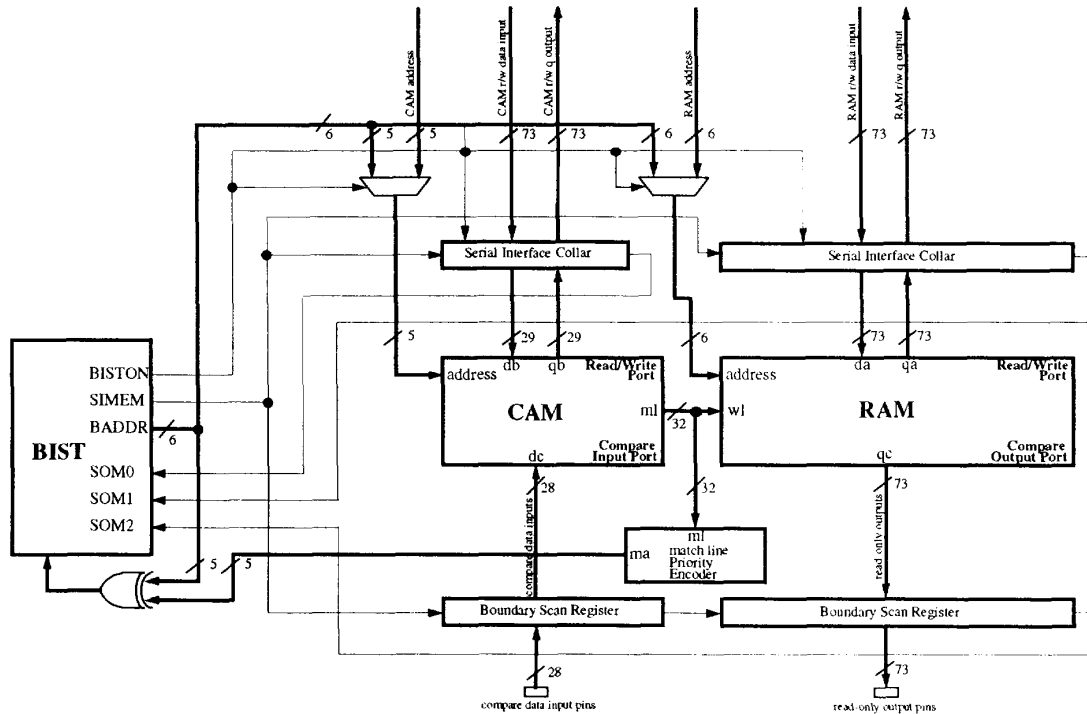 CAM address
CAM r/w data input
CAM r/w q output
RAM address
RAM r/w data input
RAM r/w q output
6
5
5
73
73
6
6
73
73
Serial Interface Collar
Serial Interface Collar
5
29
29
6
73
73
db
qb
Read/Write
Port
address
CAM
ml
Compare
Input Port
dc
32
da
qa
Read/Write
Port
address
wl
RAM
Compare
Output Port
qc
BIST
BISTON
SIMEM
BADDR
6
SOM0
SOM1
SOM2
28
32
73
compare data inputs
read only outputs
ma
ml
match line
Priority
Encoder
5
5
Boundary Scan Register
Boundary Scan Register
28
73
compare data input pins
read-only output pins